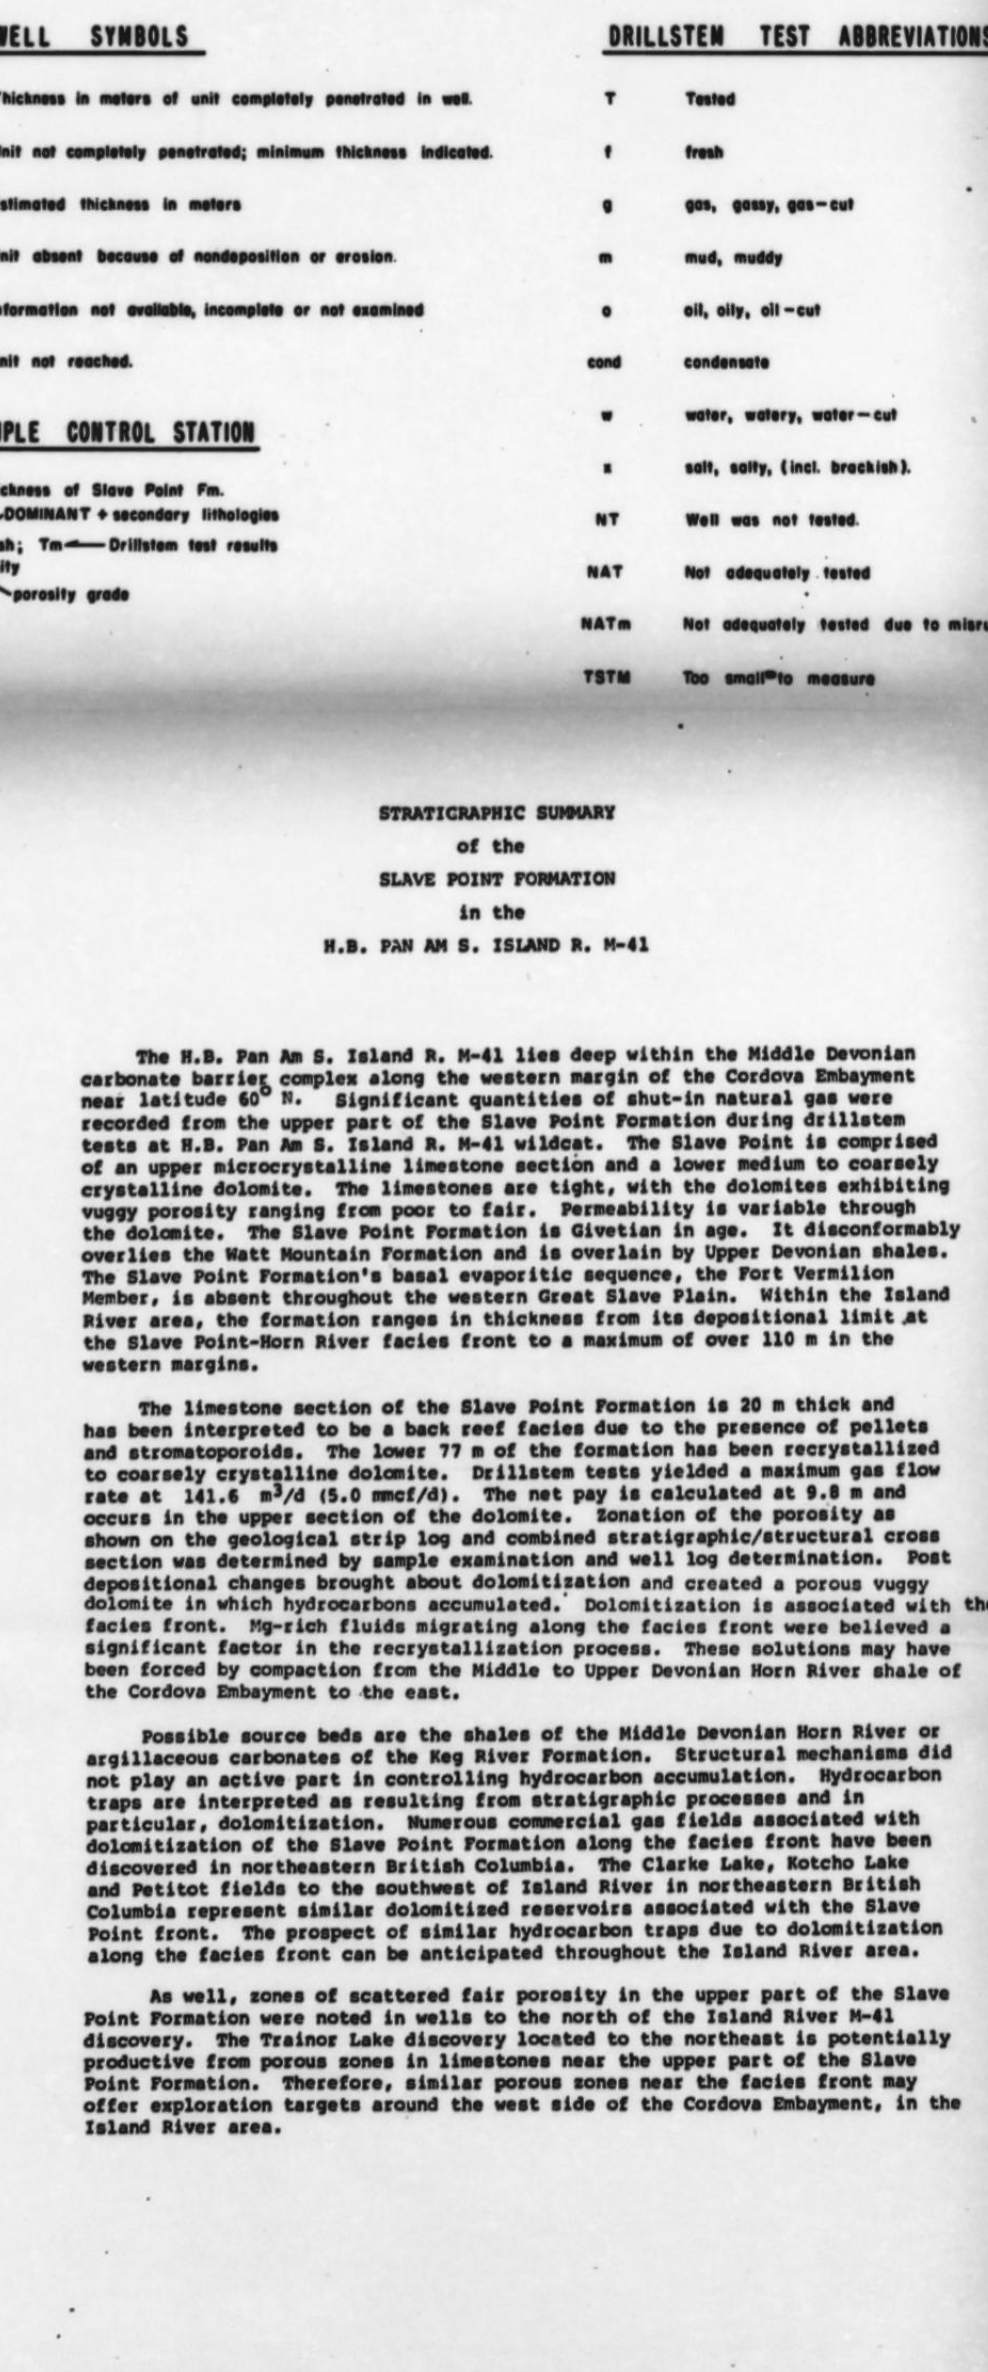 WELL SYMBOLS
Thickness in meters of unit completely penetrated in well.
Unit not completely penetrated; minimum thickness indicated.
stimated thickness in meters
nit absent because of nondeposition or erosion.
nformation not available, incomplete or not examined
nit not reached.
MPLE CONTROL STATION
ckness of Slave Point Fm.
DOMINANT + secondary lithologies
sh; Tm Drillstem test results
ity
porosity grade
DRILLSTEM TEST ABBREVIATIONS
T Tested
f fresh
g gas, gassy, gas-cut
m mud, muddy
o oil, oily, oil-cut
cond condensate
w water, watery, water-cut
x salt, salty, (incl. brackish).
NT Well was not tested.
NAT Not adequately tested
NATm Not adequately tested due to misru
TSTM Too small to measure
STRATIGRAPHIC SUMMARY
of the
SLAVE POINT FORMATION
in the
H.B. PAN AM S. ISLAND R. M-41
The H.B. Pan Am S. Island R. M-41 lies deep within the Middle Devonian
carbonate barrier complex along the western margin of the Cordova Embayment
near latitude 60° N. Significant quantities of shut-in natural gas were
recorded from the upper part of the Slave Point Formation during drillstem
tests at H.B. Pan Am S. Island R. M-41 wildcat. The Slave Point is comprised
of an upper microcrystalline limestone section and a lower medium to coarsely
crystalline dolomite. The limestones are tight, with the dolomites exhibiting
vuggy porosity ranging from poor to fair. Permeability is variable through
the dolomite. The Slave Point Formation is Givetian in age. It disconformably
overlies the Watt Mountain Formation and is overlain by Upper Devonian shales.
The Slave Point Formation's basal evaporitic sequence, the Fort Vermilion
Member, is absent throughout the western Great Slave Plain. Within the Island
River area, the formation ranges in thickness from its depositional limit at
the Slave Point-Horn River facies front to a maximum of over 110 m in the
western margins.
The limestone section of the Slave Point Formation is 20 m thick and
has been interpreted to be a back reef facies due to the presence of pellets
and stromatoporoids. The lower 77 m of the formation has been recrystallized
to coarsely crystalline dolomite. Drillstem tests yielded a maximum gas flow
rate at 141.6 m³/d (5.0 mmcf/d). The net pay is calculated at 9.8 m and
occurs in the upper section of the dolomite. Zonation of the porosity as
shown on the geological strip log and combined stratigraphic/structural cross
section was determined by sample examination and well log determination. Post
depositional changes brought about dolomitization and created a porous vuggy
dolomite in which hydrocarbons accumulated. Dolomitization is associated with the
facies front. Mg-rich fluids migrating along the facies front were believed a
significant factor in the recrystallization process. These solutions may have
been forced by compaction from the Middle to Upper Devonian Horn River shale of
the Cordova Embayment to the east.
Possible source beds are the shales of the Middle Devonian Horn River or
argillaceous carbonates of the Keg River Formation. Structural mechanisms did
not play an active part in controlling hydrocarbon accumulation. Hydrocarbon
traps are interpreted as resulting from stratigraphic processes and in
particular, dolomitization. Numerous commercial gas fields associated with
dolomitization of the Slave Point Formation along the facies front have been
discovered in northeastern British Columbia. The Clarke Lake, Kotcho Lake
and Petitot fields to the southwest of Island River in northeastern British
Columbia represent similar dolomitized reservoirs associated with the Slave
Point front. The prospect of similar hydrocarbon traps due to dolomitization
along the facies front can be anticipated throughout the Island River area.
As well, zones of scattered fair porosity in the upper part of the Slave
Point Formation were noted in wells to the north of the Island River M-41
discovery. The Trainor Lake discovery located to the northeast is potentially
productive from porous zones in limestones near the upper part of the Slave
Point Formation. Therefore, similar porous zones near the facies front may
offer exploration targets around the west side of the Cordova Embayment, in the
Island River area.